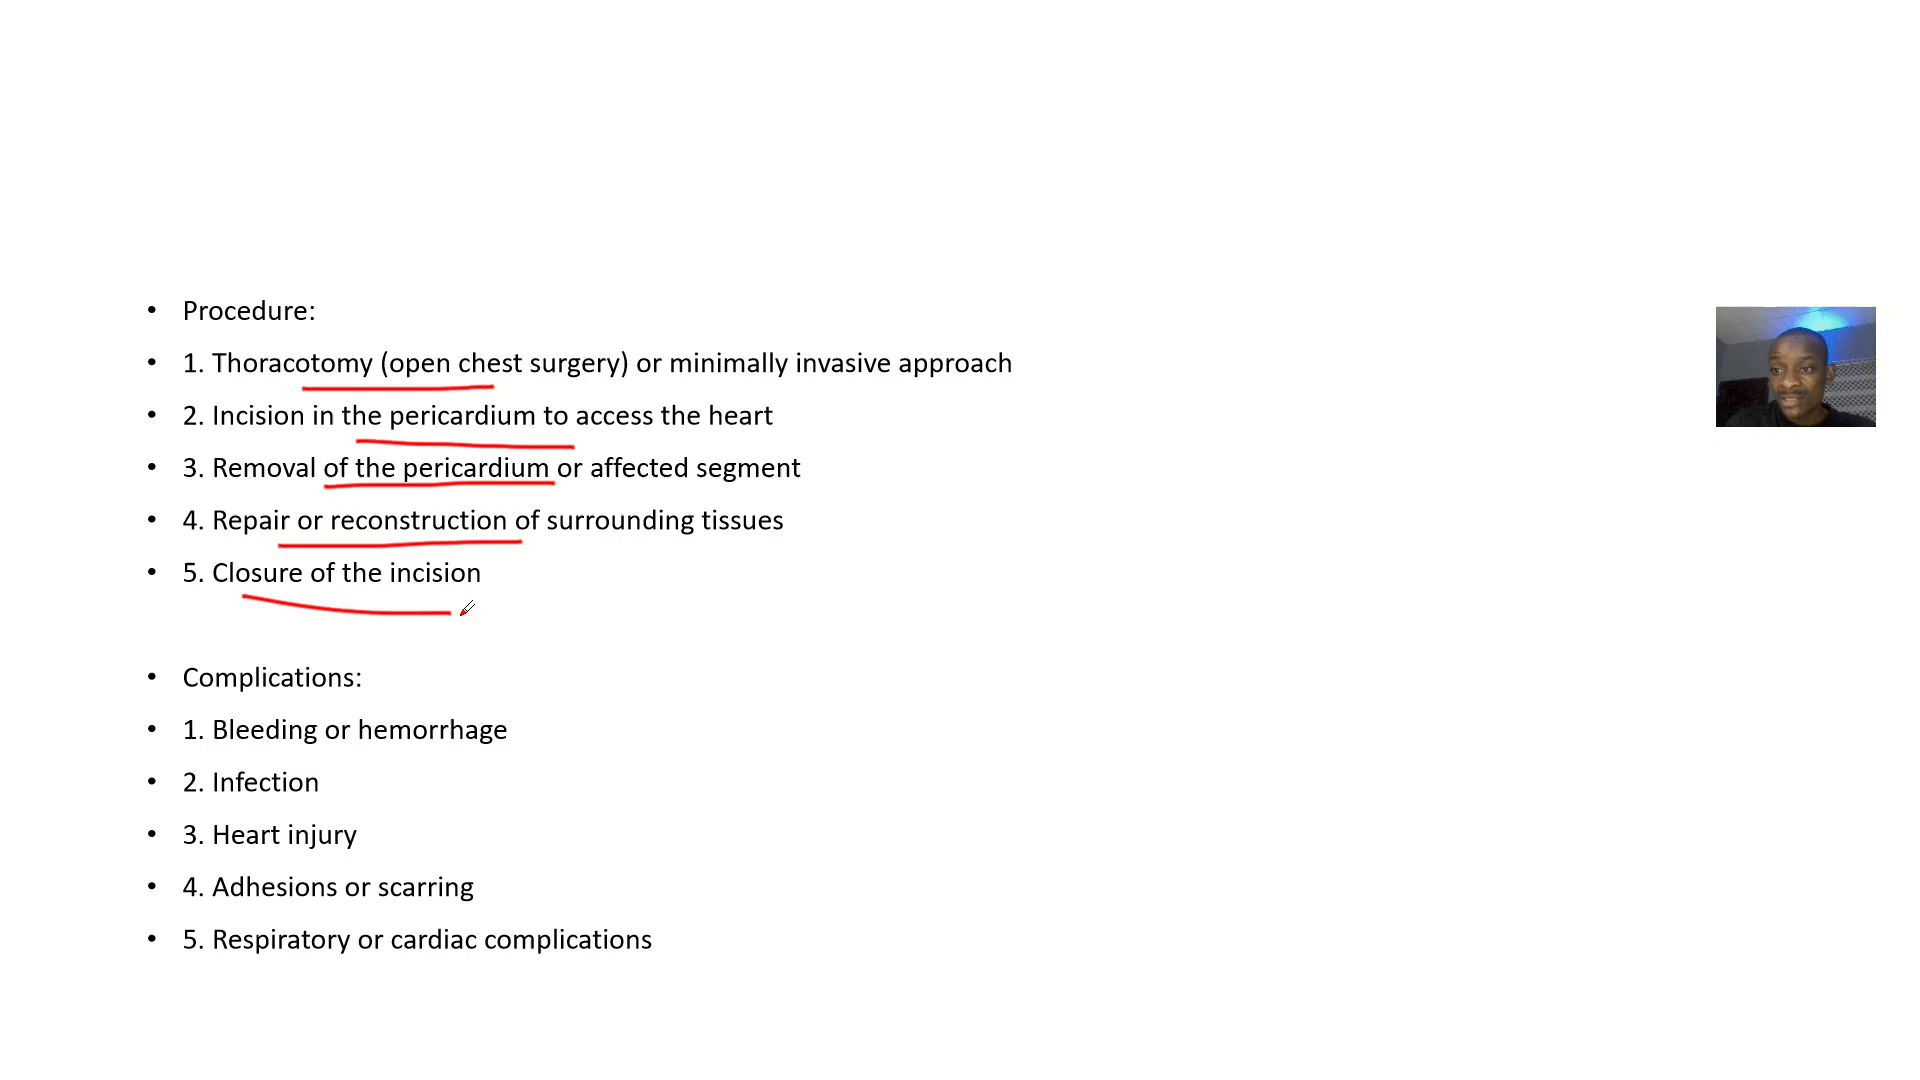 • Procedure:
• 1. Thoracotomy (open chest surgery) or minimally invasive approach
• 2. Incision in the pericardium to access the heart
• 3. Removal of the pericardium or affected segment
• 4. Repair or reconstruction of surrounding tissues
• 5. Closure of the incision
• Complications:
• 1. Bleeding or hemorrhage
• 2. Infection
• 3. Heart injury
• 4. Adhesions or scarring
• 5. Respiratory or cardiac complications